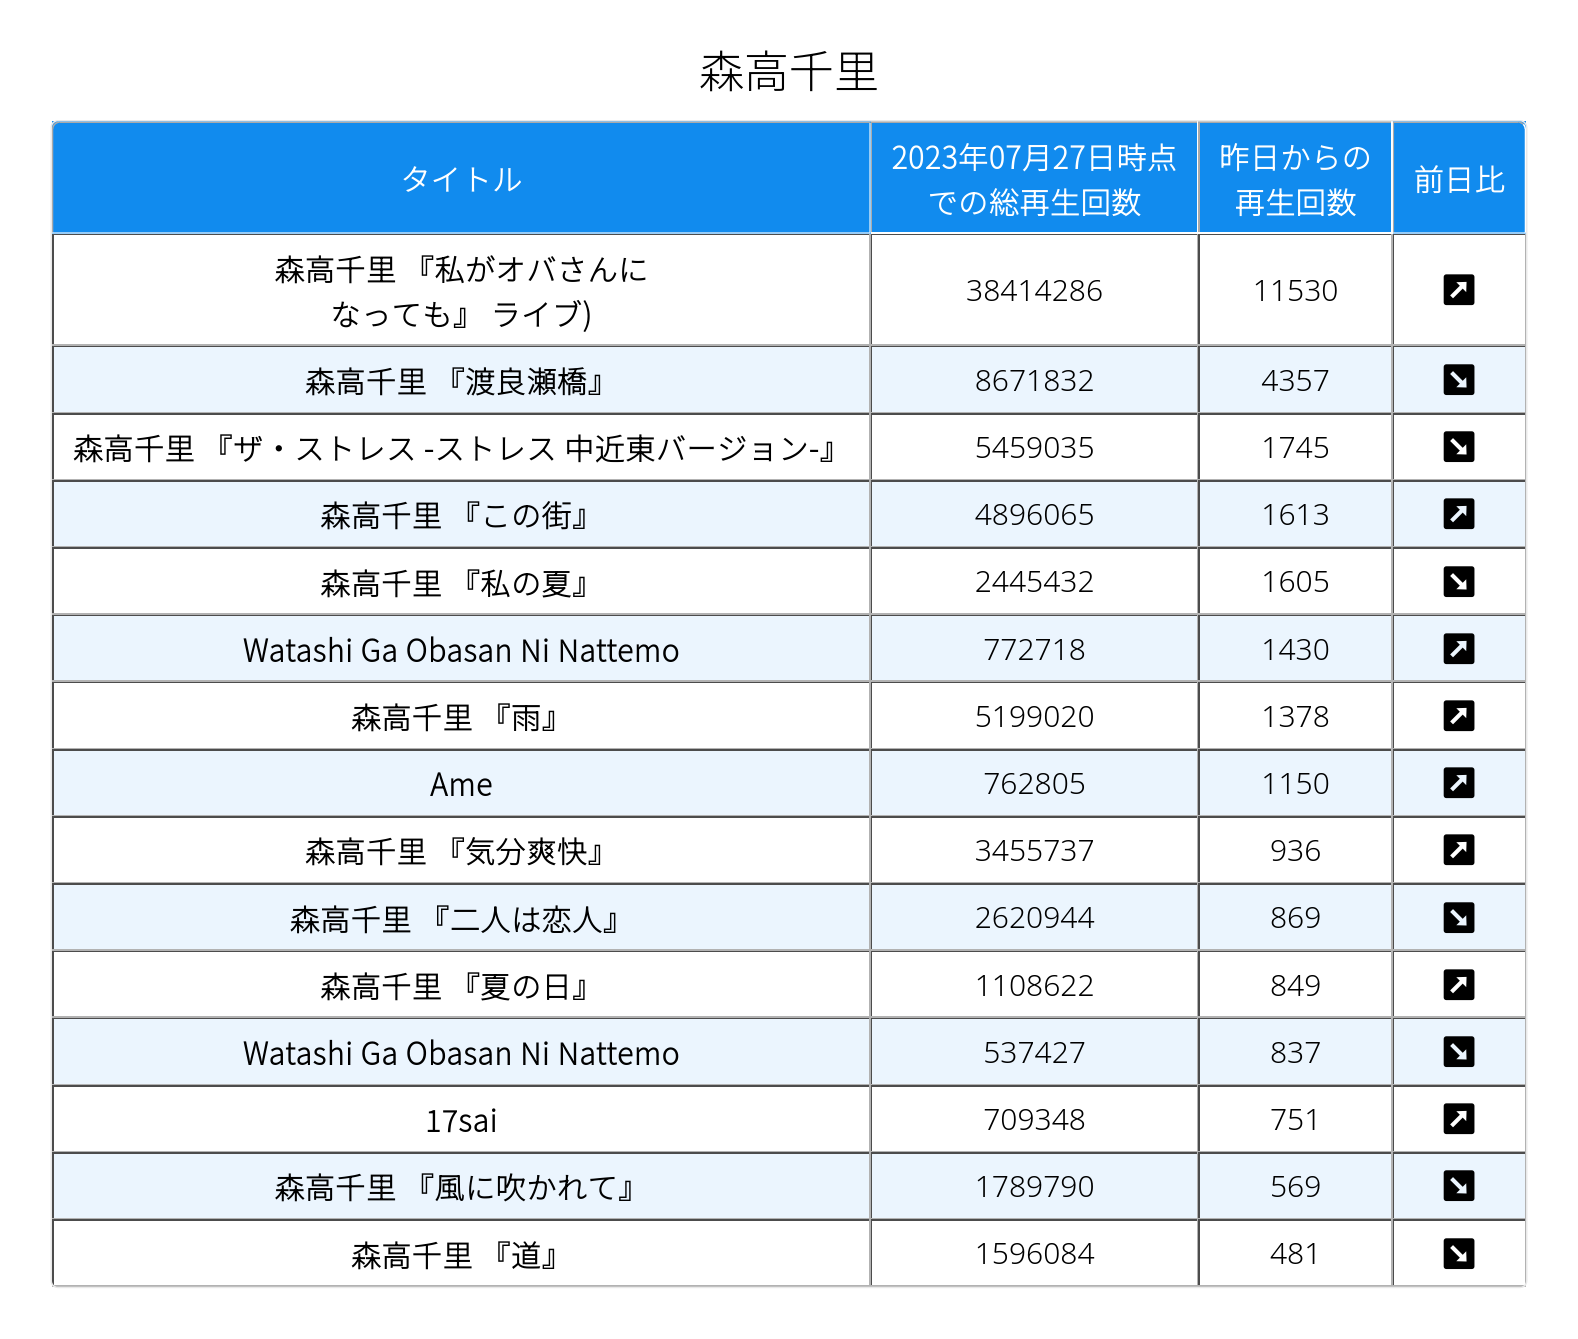 森高千里
タイトル
2023年07月27日時点
での総再生回数
昨日からの
再生回数
前日比
森高千里 『私がオバさんに
なっても』 ライブ)
38414286
11530
↗
森高千里 『渡良瀬橋』
8671832
4357
↘
森高千里 『ザ・ストレス -ストレス 中近東バージョン-』
5459035
1745
↘
森高千里 『この街』
4896065
1613
↗
森高千里 『私の夏』
2445432
1605
↘
Watashi Ga Obasan Ni Nattemo
772718
1430
↗
森高千里 『雨』
5199020
1378
↗
Ame
762805
1150
↗
森高千里 『気分爽快』
3455737
936
↗
森高千里 『二人は恋人』
2620944
869
↘
森高千里 『夏の日』
1108622
849
↗
Watashi Ga Obasan Ni Nattemo
537427
837
↘
17sai
709348
751
↗
森高千里 『風に吹かれて』
1789790
569
↘
森高千里 『道』
1596084
481
↘